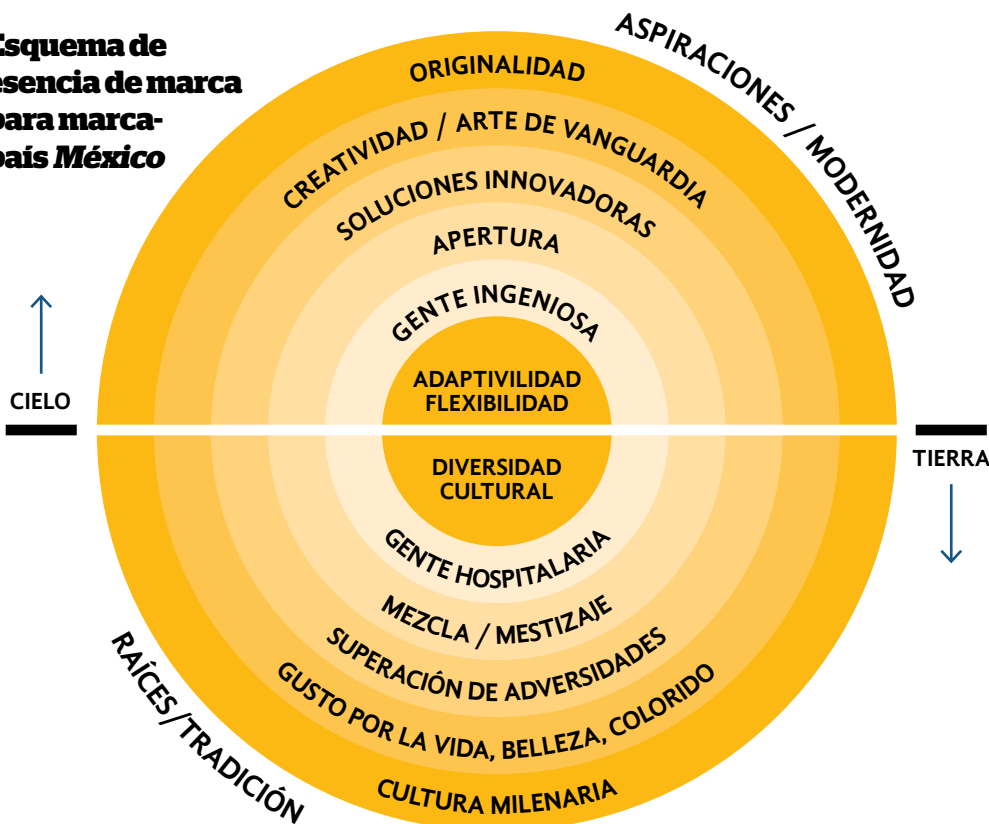 Esquema de
esencia de marca
para marca-
país México
ASPIRACIONES / MODERNIDAD
ORIGINALIDAD
CREATIVIDAD / ARTE DE VANGUARDIA
SOLUCIONES INNOVADORAS
APERTURA
GENTE INGENIOSA
ADAPTIVILIDAD
FLEXIBILIDAD
CIELO
TIERRA
DIVERSIDAD
CULTURAL
GENTE HOSPITALARIA
MEZCLA / MESTIZAJE
SUPERACIÓN DE ADVERSIDADES
GUSTO POR LA VIDA, BELLEZA, COLORIDO
CULTURA MILENARIA
RAÍCES/TRADICIÓN